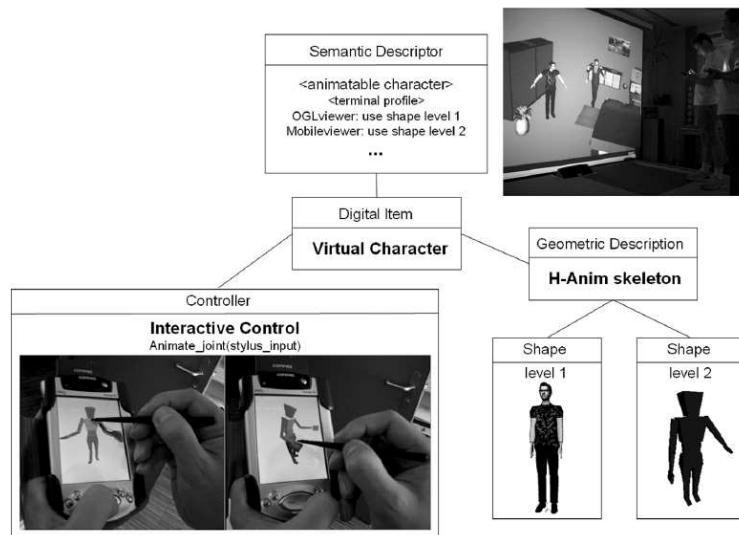 Semantic Descriptor
<animatable character>
<terminal profile>
OGLviewer: use shape level 1
Mobileviewer: use shape level 2
...
Digital Item
Virtual Character
Geometric Description
H-Anim skeleton
Controller
Interactive Control
Animate_joint(stylus_input)
Shape
level 1
Shape
level 2